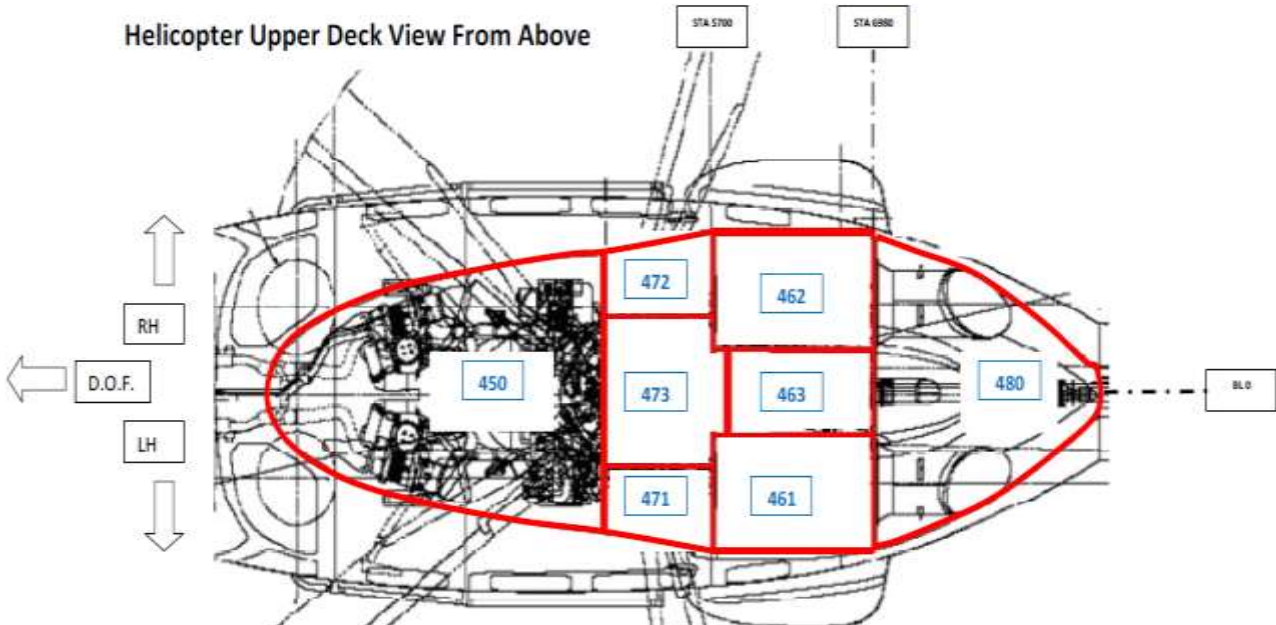 Helicopter Upper Deck View From Above
STA 5700
STA 6980
472
462
RH
D.O.F.
450
473
463
480
BL 0
LH
471
461